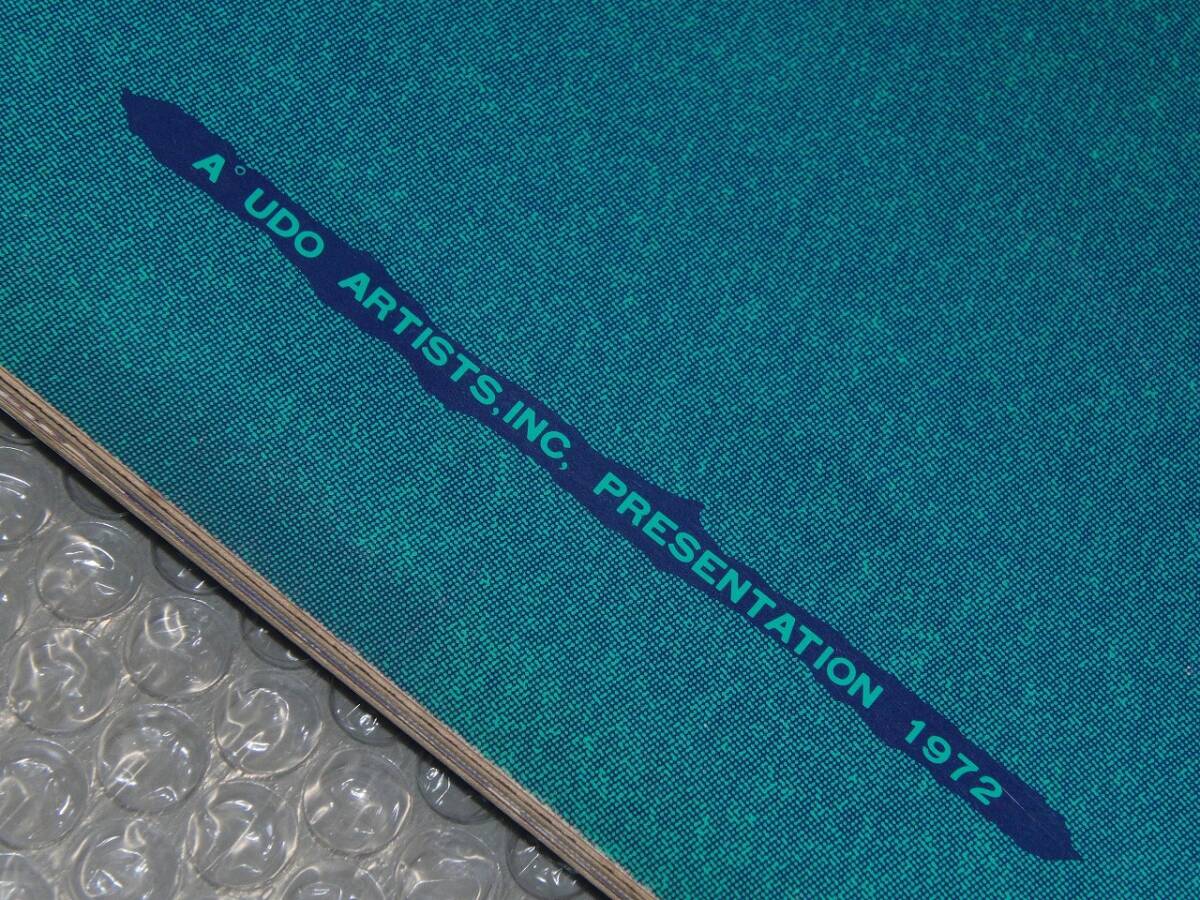 A° UDO ARTISTS, INC, PRESENTATION 1972